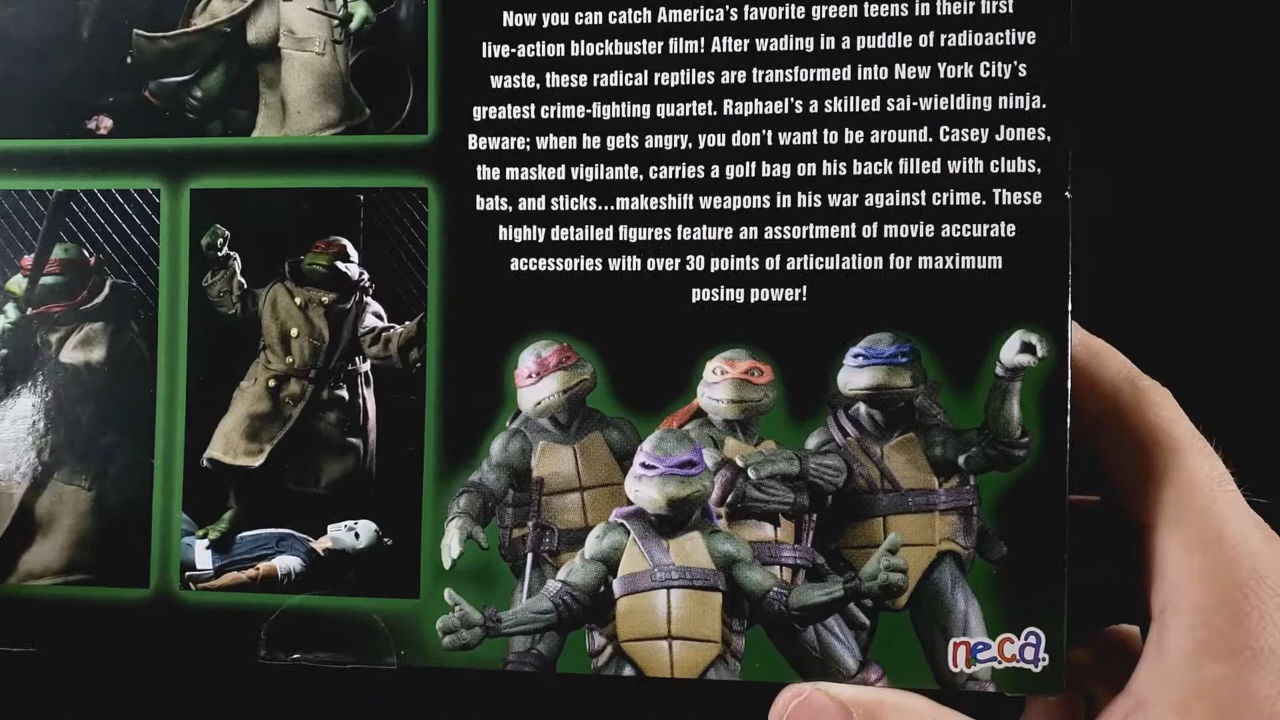 Now you can catch America's favorite green teens in their first
live-action blockbuster film! After wading in a puddle of radioactive
waste, these radical reptiles are transformed into New York City's
greatest crime-fighting quartet. Raphael's a skilled sai-wielding ninja.
Beware; when he gets angry, you don't want to be around. Casey Jones,
the masked vigilante, carries a golf bag on his back filled with clubs,
bats, and sticks...makeshift weapons in his war against crime. These
highly detailed figures feature an assortment of movie accurate
accessories with over 30 points of articulation for maximum
posing power!
n.e.c.a.